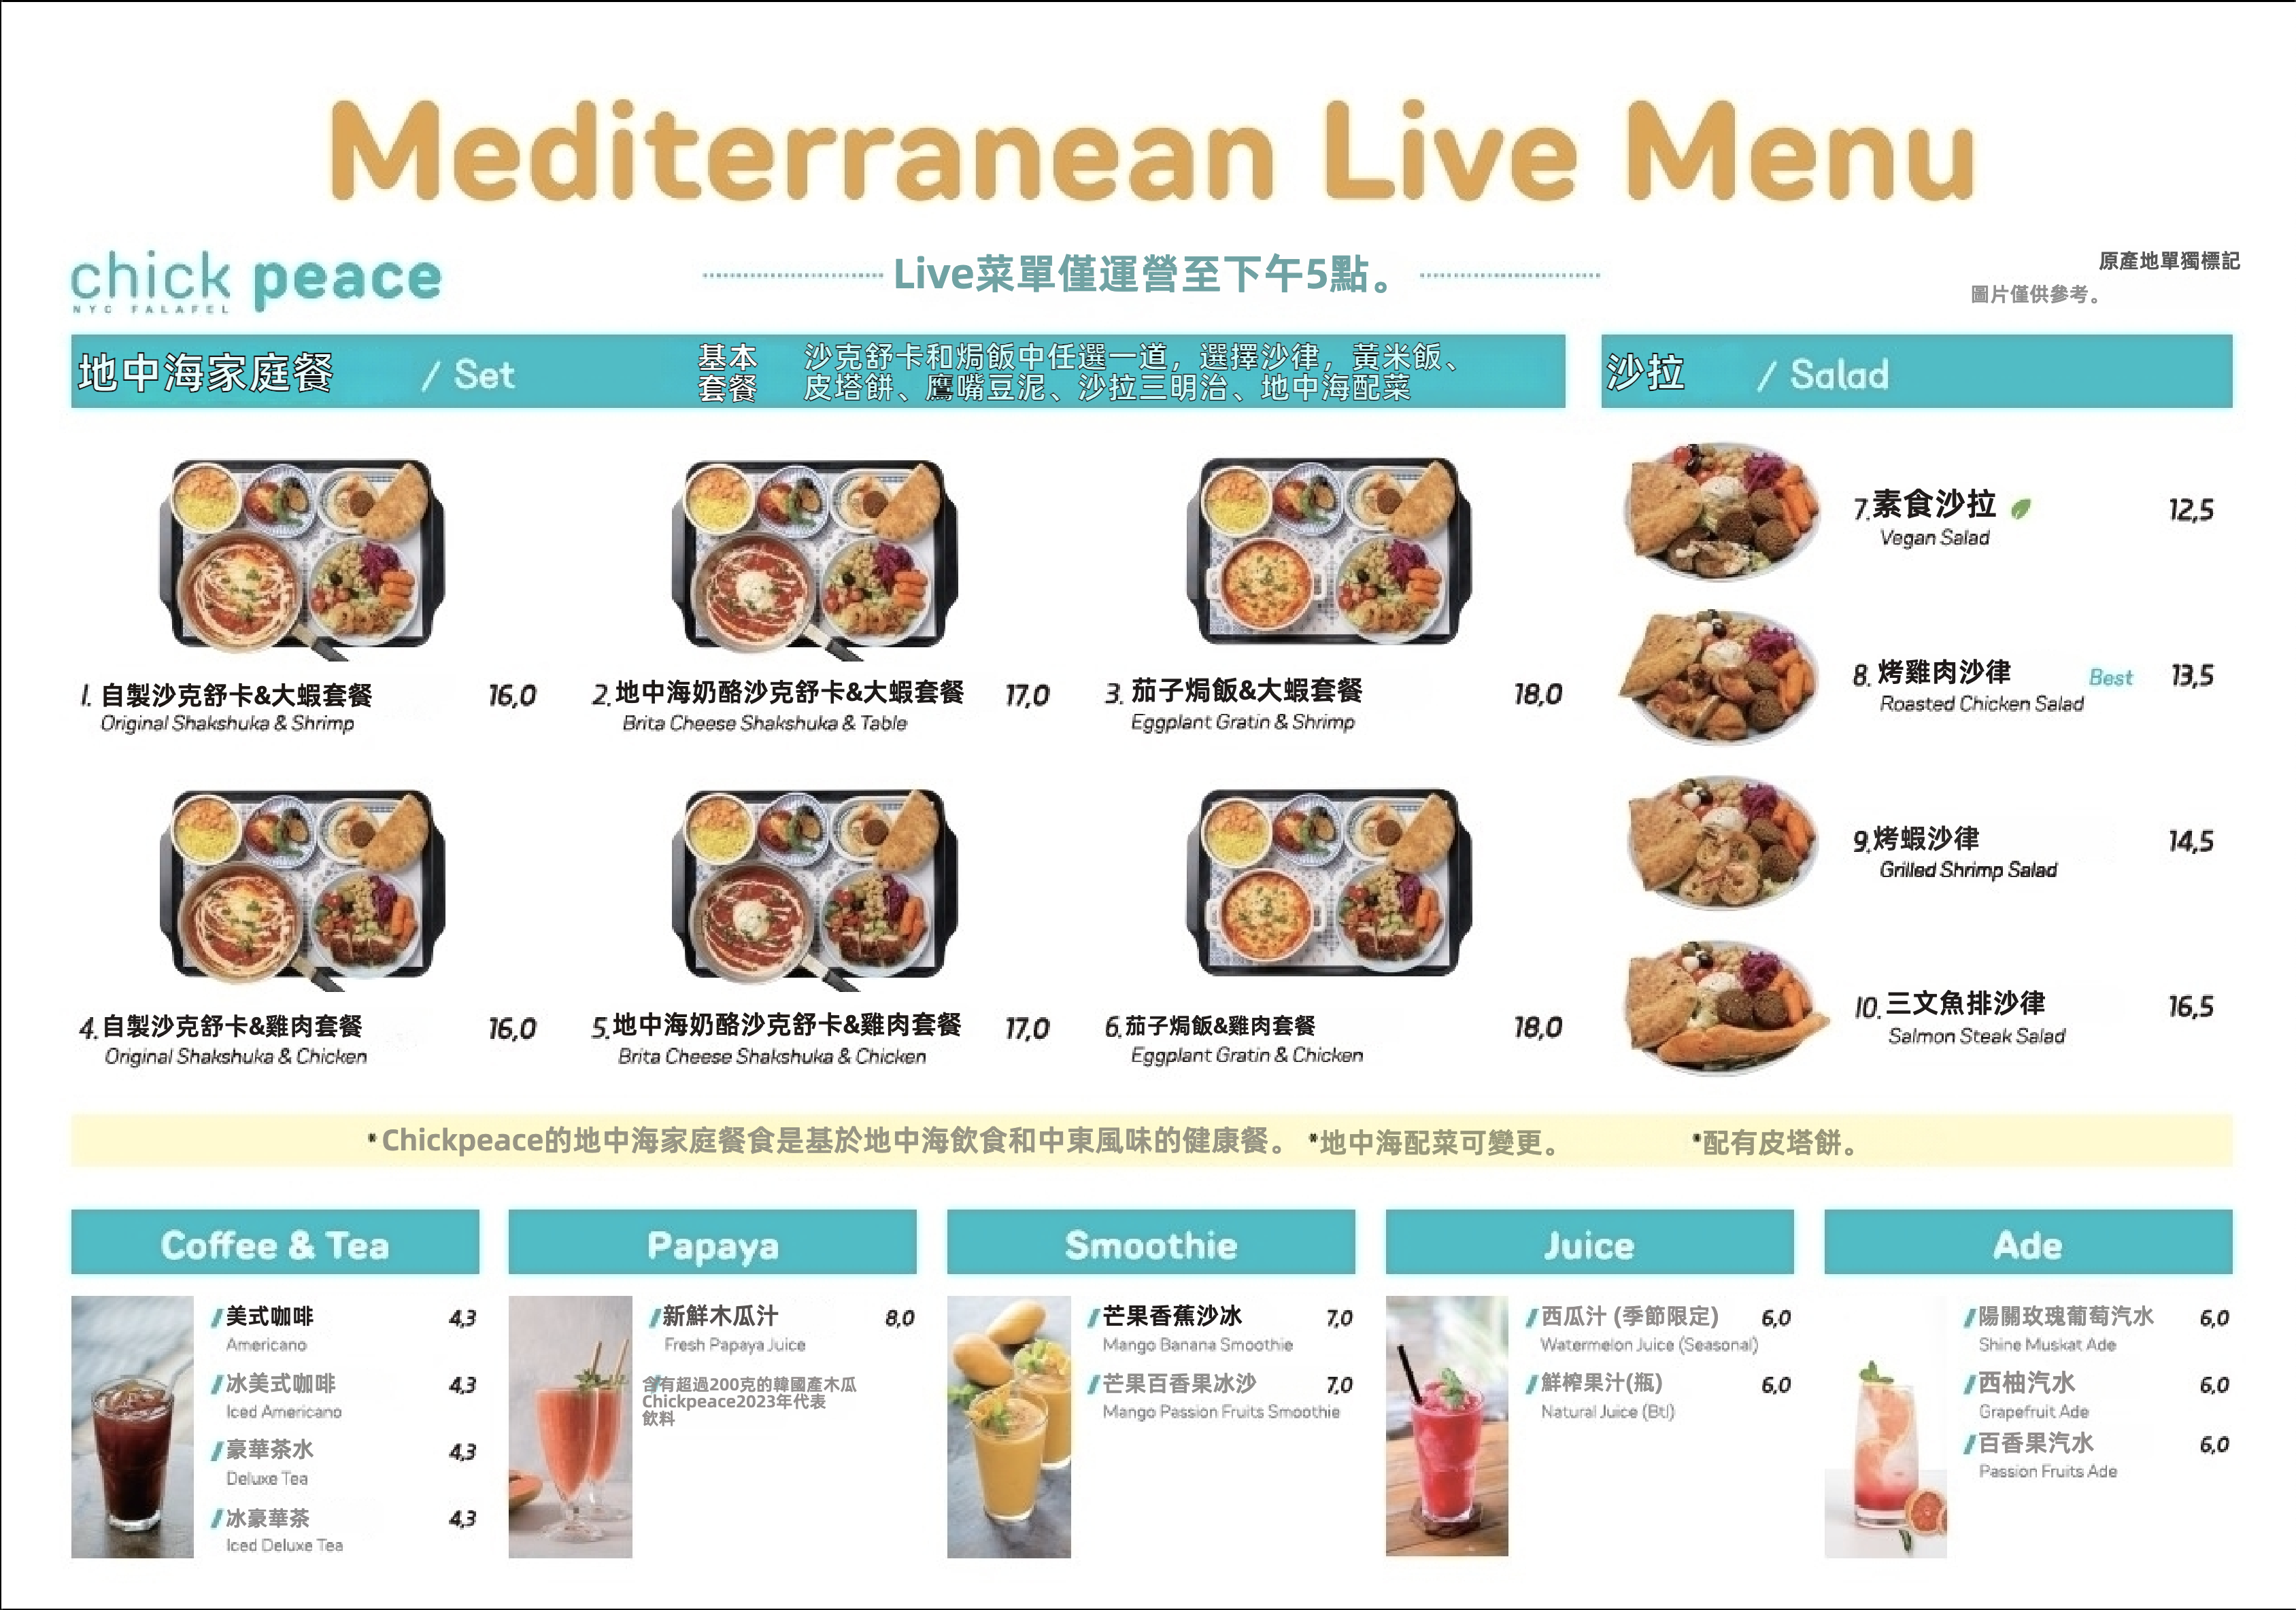 Mediterranean Live Menu
chick peace
NYC FALAFEL
Live菜單僅運營至下午5點。
原產地單獨標記
圖片僅供參考。
地中海家庭餐 / Set
基本套餐
沙克舒卡和焗飯中任選一道，選擇沙律，黃米飯、
皮塔餅、鷹嘴豆泥、沙拉三明治、地中海配菜
沙拉 / Salad
1. 自製沙克舒卡&大蝦套餐 16,0
Original Shakshuka & Shrimp
2. 地中海奶酪沙克舒卡&大蝦套餐 17,0
Brita Cheese Shakshuka & Table
3. 茄子焗飯&大蝦套餐 18,0
Eggplant Gratin & Shrimp
4. 自製沙克舒卡&雞肉套餐 16,0
Original Shakshuka & Chicken
5. 地中海奶酪沙克舒卡&雞肉套餐 17,0
Brita Cheese Shakshuka & Chicken
6. 茄子焗飯&雞肉套餐 18,0
Eggplant Gratin & Chicken
7. 素食沙拉 12,5
Vegan Salad
8. 烤雞肉沙律 Best 13,5
Roasted Chicken Salad
9. 烤蝦沙律 14,5
Grilled Shrimp Salad
10. 三文魚排沙律 16,5
Salmon Steak Salad
*Chickpeace的地中海家庭餐食是基於地中海飲食和中東風味的健康餐。 *地中海配菜可變更。 *配有皮塔餅。
Coffee & Tea
/美式咖啡 4,3
Americano
/冰美式咖啡 4,3
Iced Americano
/豪華茶水 4,3
Deluxe Tea
/冰豪華茶 4,3
Iced Deluxe Tea
Papaya
/新鮮木瓜汁 8,0
Fresh Papaya Juice
含有超過200克的韓國產木瓜
Chickpeace2023年代表
飲料
Smoothie
/芒果香蕉沙冰 7,0
Mango Banana Smoothie
/芒果百香果冰沙 7,0
Mango Passion Fruits Smoothie
Juice
/西瓜汁 (季節限定) 6,0
Watermelon Juice (Seasonal)
/鮮榨果汁(瓶) 6,0
Natural Juice (Btl)
Ade
/陽關玫瑰葡萄汽水 6,0
Shine Muskat Ade
/西柚汽水 6,0
Grapefruit Ade
/百香果汽水 6,0
Passion Fruits Ade